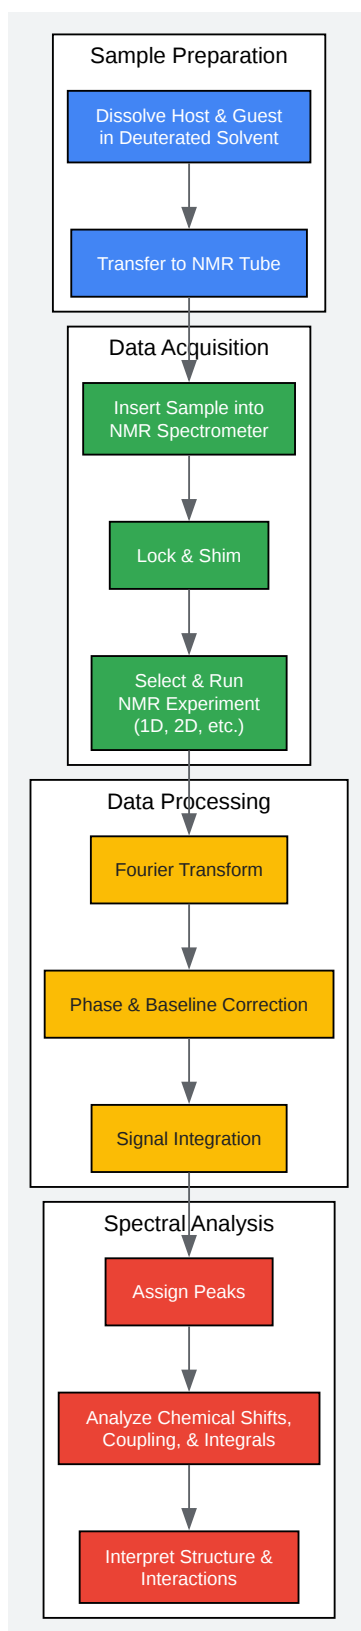 Sample Preparation
Dissolve Host & Guest
in Deuterated Solvent
Transfer to NMR Tube
Data Acquisition
Insert Sample into
NMR Spectrometer
Lock & Shim
Select & Run
NMR Experiment
(1D, 2D, etc.)
Data Processing
Fourier Transform
Phase & Baseline Correction
Signal Integration
Spectral Analysis
Assign Peaks
Analyze Chemical Shifts,
Coupling, & Integrals
Interpret Structure &
Interactions